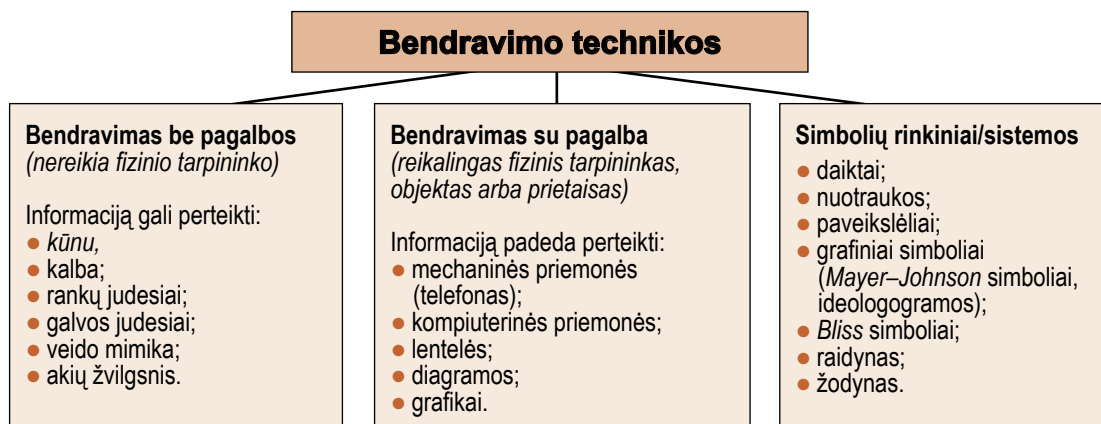 Bendravimo technikos
Bendravimas be pagalbos
(nereikia fizinio tarpininko)
Informaciją gali perteikti:
● kūnu,
● kalba;
● rankų judesiai;
● galvos judesiai;
● veido mimika;
● akių žvilgsnis.
Bendravimas su pagalba
(reikalingas fizinis tarpininkas,
objektas arba prietaisas)
Informaciją padeda perteikti:
● mechaninės priemonės
(telefonas);
● kompiuterinės priemonės;
● lentelės;
● diagramos;
● grafikai.
Simbolių rinkiniai/sistemos
● daiktai;
● nuotraukos;
● paveikslėliai;
● grafiniai simboliai
(Mayer–Johnson simboliai,
ideologogramos);
● Bliss simboliai;
● raidynas;
● žodynas.